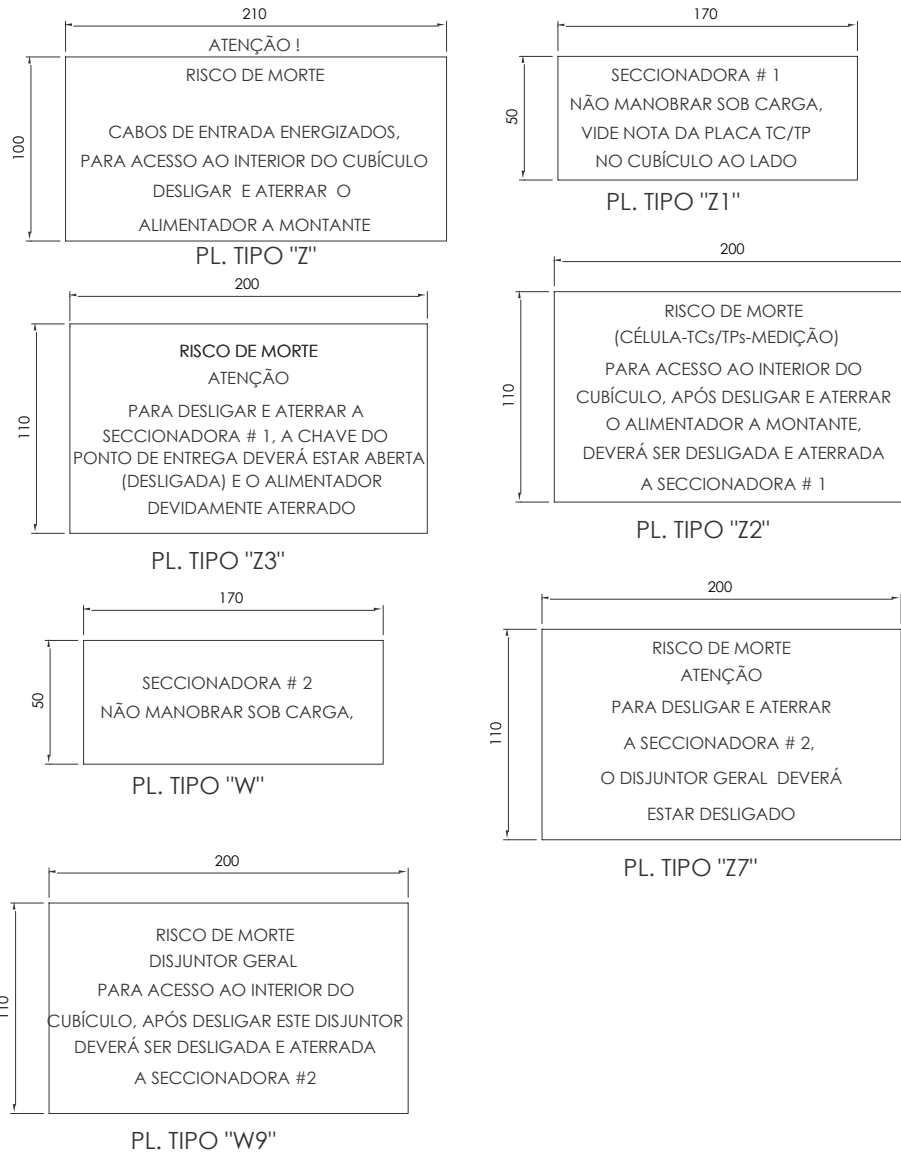 210
ATENÇÃO !
100
RISCO DE MORTE
CABOS DE ENTRADA ENERGIZADOS,
PARA ACESSO AO INTERIOR DO CUBÍCULO
DESLIGAR E ATERRAR O
ALIMENTADOR A MONTANTE
PL. TIPO "Z"
170
50
SECCIONADORA # 1
NÃO MANOBRAR SOB CARGA,
VIDE NOTA DA PLACA TC/TP
NO CUBÍCULO AO LADO
PL. TIPO "Z1"
200
110
RISCO DE MORTE
ATENÇÃO
PARA DESLIGAR E ATERRAR A
SECCIONADORA # 1, A CHAVE DO
PONTO DE ENTREGA DEVERÁ ESTAR ABERTA
(DESLIGADA) E O ALIMENTADOR
DEVIDAMENTE ATERRADO
PL. TIPO "Z3"
200
110
RISCO DE MORTE
(CÉLULA-TCs/TPs-MEDIÇÃO)
PARA ACESSO AO INTERIOR DO
CUBÍCULO, APÓS DESLIGAR E ATERRAR
O ALIMENTADOR A MONTANTE,
DEVERÁ SER DESLIGADA E ATERRADA
A SECCIONADORA # 1
PL. TIPO "Z2"
170
50
SECCIONADORA # 2
NÃO MANOBRAR SOB CARGA,
PL. TIPO "W"
200
110
RISCO DE MORTE
ATENÇÃO
PARA DESLIGAR E ATERRAR
A SECCIONADORA # 2,
O DISJUNTOR GERAL DEVERÁ
ESTAR DESLIGADO
PL. TIPO "Z7"
200
110
RISCO DE MORTE
DISJUNTOR GERAL
PARA ACESSO AO INTERIOR DO
CUBÍCULO, APÓS DESLIGAR ESTE DISJUNTOR
DEVERÁ SER DESLIGADA E ATERRADA
A SECCIONADORA #2
PL. TIPO "W9"